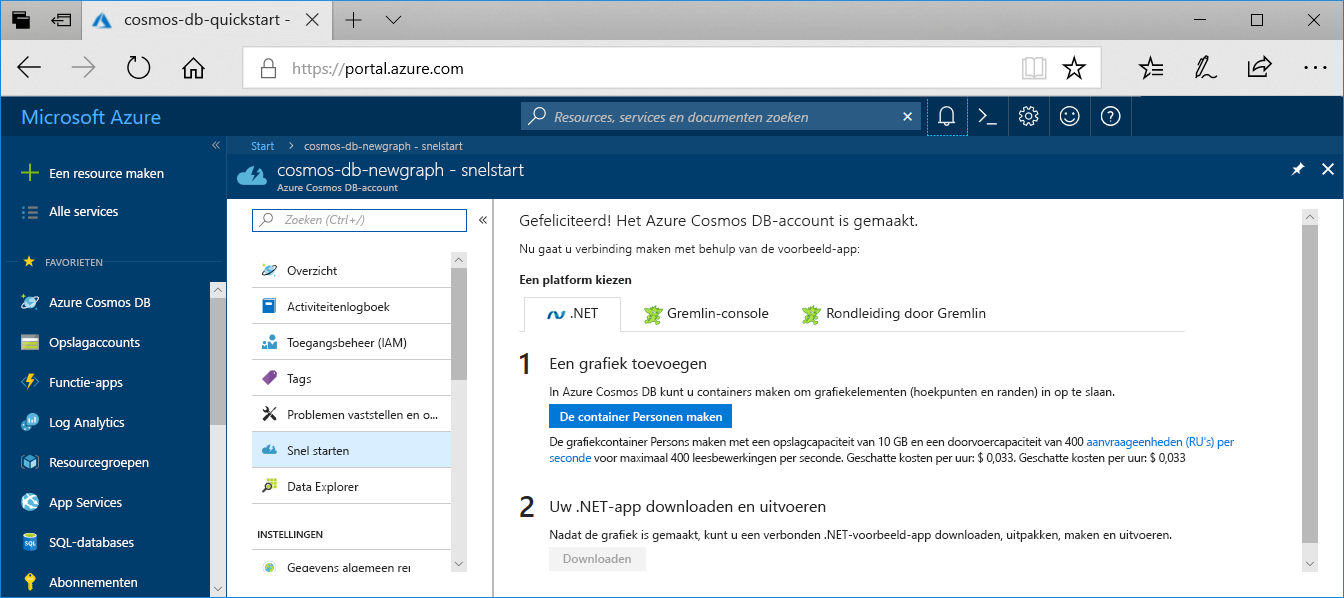 cosmos-db-quickstart -
https://portal.azure.com
Microsoft Azure
Resources, services en documenten zoeken
Een resource maken
Alle services
FAVORIETEN
Azure Cosmos DB
Opslagaccounts
Functie-apps
Log Analytics
Resourcegroepen
App Services
SQL-databases
Abonnementen
Start > cosmos-db-newgraph - snelstart
cosmos-db-newgraph - snelstart
Azure Cosmos DB-account
Zoeken (Ctrl+/)
Overzicht
Activiteitenlogboek
Toegangsbeheer (IAM)
Tags
Problemen vaststellen en o...
Snel starten
Data Explorer
INSTELLINGEN
Gegevens algemeen
Gefeliciteerd! Het Azure Cosmos DB-account is gemaakt.
Nu gaat u verbinding maken met behulp van de voorbeeld-app:
Een platform kiezen
.NET Gremlin-console Rondleiding door Gremlin
1 Een grafiek toevoegen
In Azure Cosmos DB kunt u containers maken om grafiekelementen (hoekpunten en randen) in op te slaan.
De container Personen maken
De grafiekcontainer Persons maken met een opslagcapaciteit van 10 GB en een doorvoercapaciteit van 400 aanvraageenheden (RU's) per
seconde voor maximaal 400 leesbewerkingen per seconde. Geschatte kosten per uur: $ 0,033. Geschatte kosten per uur: $ 0,033
2 Uw .NET-app downloaden en uitvoeren
Nadat de grafiek is gemaakt, kunt u een verbonden .NET-voorbeeld-app downloaden, uitpakken, maken en uitvoeren.
Downloaden